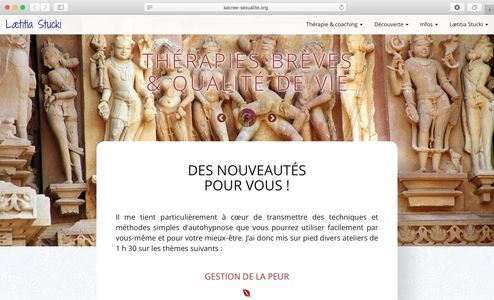 sacree-sexualite.org
Lætitia Stucki
Thérapie & coaching Découverte Infos Lætitia Stucki
THÉRAPIES BRÈVES
& QUALITÉ DE VIE
DES NOUVEAUTÉS
POUR VOUS !
Il me tient particulièrement à cœur de transmettre des techniques et
méthodes simples d'autohypnose que vous pourrez utiliser facilement par
vous-même et pour votre mieux-être. J'ai donc mis sur pied divers ateliers de
1 h 30 sur les thèmes suivants :
GESTION DE LA PEUR